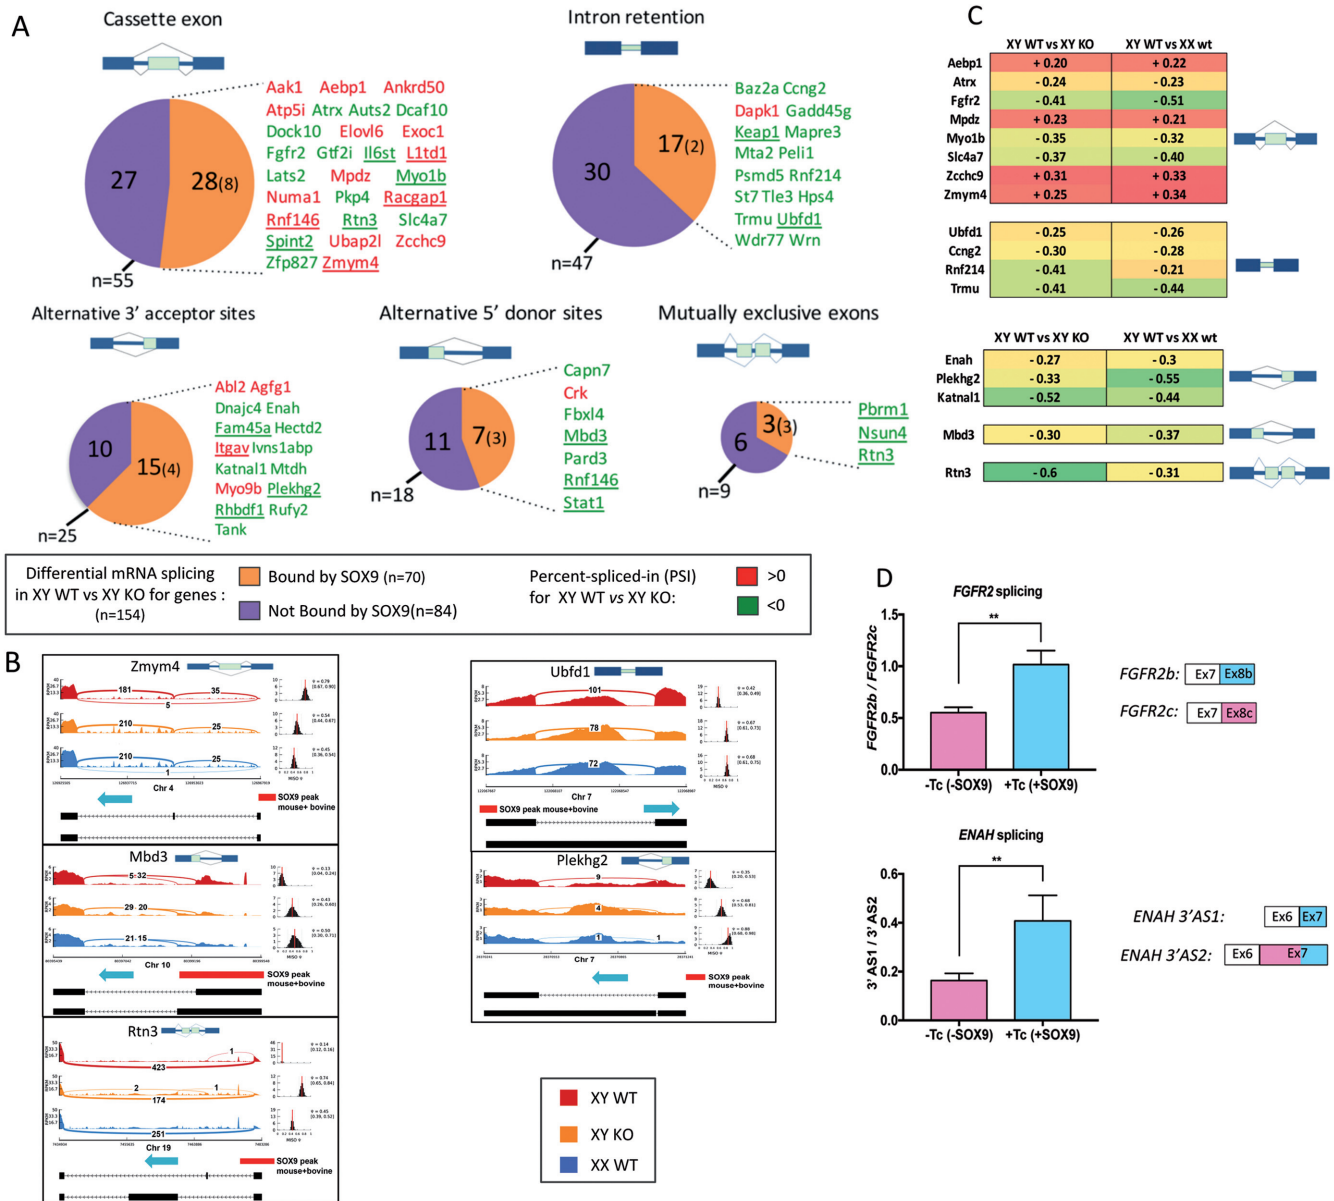 A
Cassette exon
27
28(8)
n=55
Aak1 Aebp1 Ankrd50
Atp5i Atrx Auts2 Dcaf10
Dock10 Elovl6 Exoc1
Fgfr2 Gtf2i Il6st L1td1
Lats2 Mpdz Myo1b
Numa1 Pkp4 Racgap1
Rnf146 Rtn3 Slc4a7
Spint2 Ubap2l Zcchc9
Zfp827 Zmym4
Intron retention
30
17(2)
n=47
Baz2a Ccng2
Dapk1 Gadd45g
Keap1 Mapre3
Mta2 Peli1
Psmd5 Rnf214
St7 Tle3 Hps4
Trmu Ubfd1
Wdr77 Wrn
Alternative 3' acceptor sites
10
15(4)
n=25
Abl2 Agfg1
Dnajc4 Enah
Fam45a Hectd2
Itgav Ivns1abp
Katnal1 Mtdh
Myo9b Plekhg2
Rhbdf1 Rufy2
Tank
Alternative 5' donor sites
11
7(3)
n=18
Capn7
Crk
Fbxl4
Mbd3
Pard3
Rnf146
Stat1
Mutually exclusive exons
6
3(3)
n=9
Pbrm1
Nsun4
Rtn3
Differential mRNA splicing
in XY WT vs XY KO for genes :
(n=154)
Bound by SOX9 (n=70)
Not Bound by SOX9(n=84)
Percent-spliced-in (PSI)
for XY WT vs XY KO:
>0
<0
B
Zmym4
181 35
5
210 25
210 25
1
Chr 4
SOX9 peak
mouse+ bovine
Mbd3
5 32
29 20
21 15
Chr 10
SOX9 peak
mouse+bovine
Rtn3
1
423
2 1
174
251
Chr 19
SOX9 peak
mouse+bovine
Ubfd1
101
78
72
Chr 7
SOX9 peak mouse+bovine
Plekhg2
9
4
1 1
Chr 7
SOX9 peak
mouse+bovine
XY WT
XY KO
XX WT
C
XY WT vs XY KO XY WT vs XX wt
Aebp1 + 0.20 + 0.22
Atrx - 0.24 - 0.23
Fgfr2 - 0.41 - 0.51
Mpdz + 0.23 + 0.21
Myo1b - 0.35 - 0.32
Slc4a7 - 0.37 - 0.40
Zcchc9 + 0.31 + 0.33
Zmym4 + 0.25 + 0.34
Ubfd1 - 0.25 - 0.26
Ccng2 - 0.30 - 0.28
Rnf214 - 0.41 - 0.21
Trmu - 0.41 - 0.44
XY WT vs XY KO XY WT vs XX wt
Enah - 0.27 - 0.3
Plekhg2 - 0.33 - 0.55
Katnal1 - 0.52 - 0.44
Mbd3 - 0.30 - 0.37
Rtn3 - 0.6 - 0.31
D
FGFR2 splicing
**
FGFR2b / FGFR2c
1.5
1.0
0.5
0.0
-Tc (-SOX9) +Tc (+SOX9)
FGFR2b: Ex7 Ex8b
FGFR2c: Ex7 Ex8c
ENAH splicing
**
3' AS1 / 3' AS2
0.6
0.4
0.2
0.0
-Tc (-SOX9) +Tc (+SOX9)
ENAH 3'AS1: Ex6 Ex7
ENAH 3'AS2: Ex6 Ex7